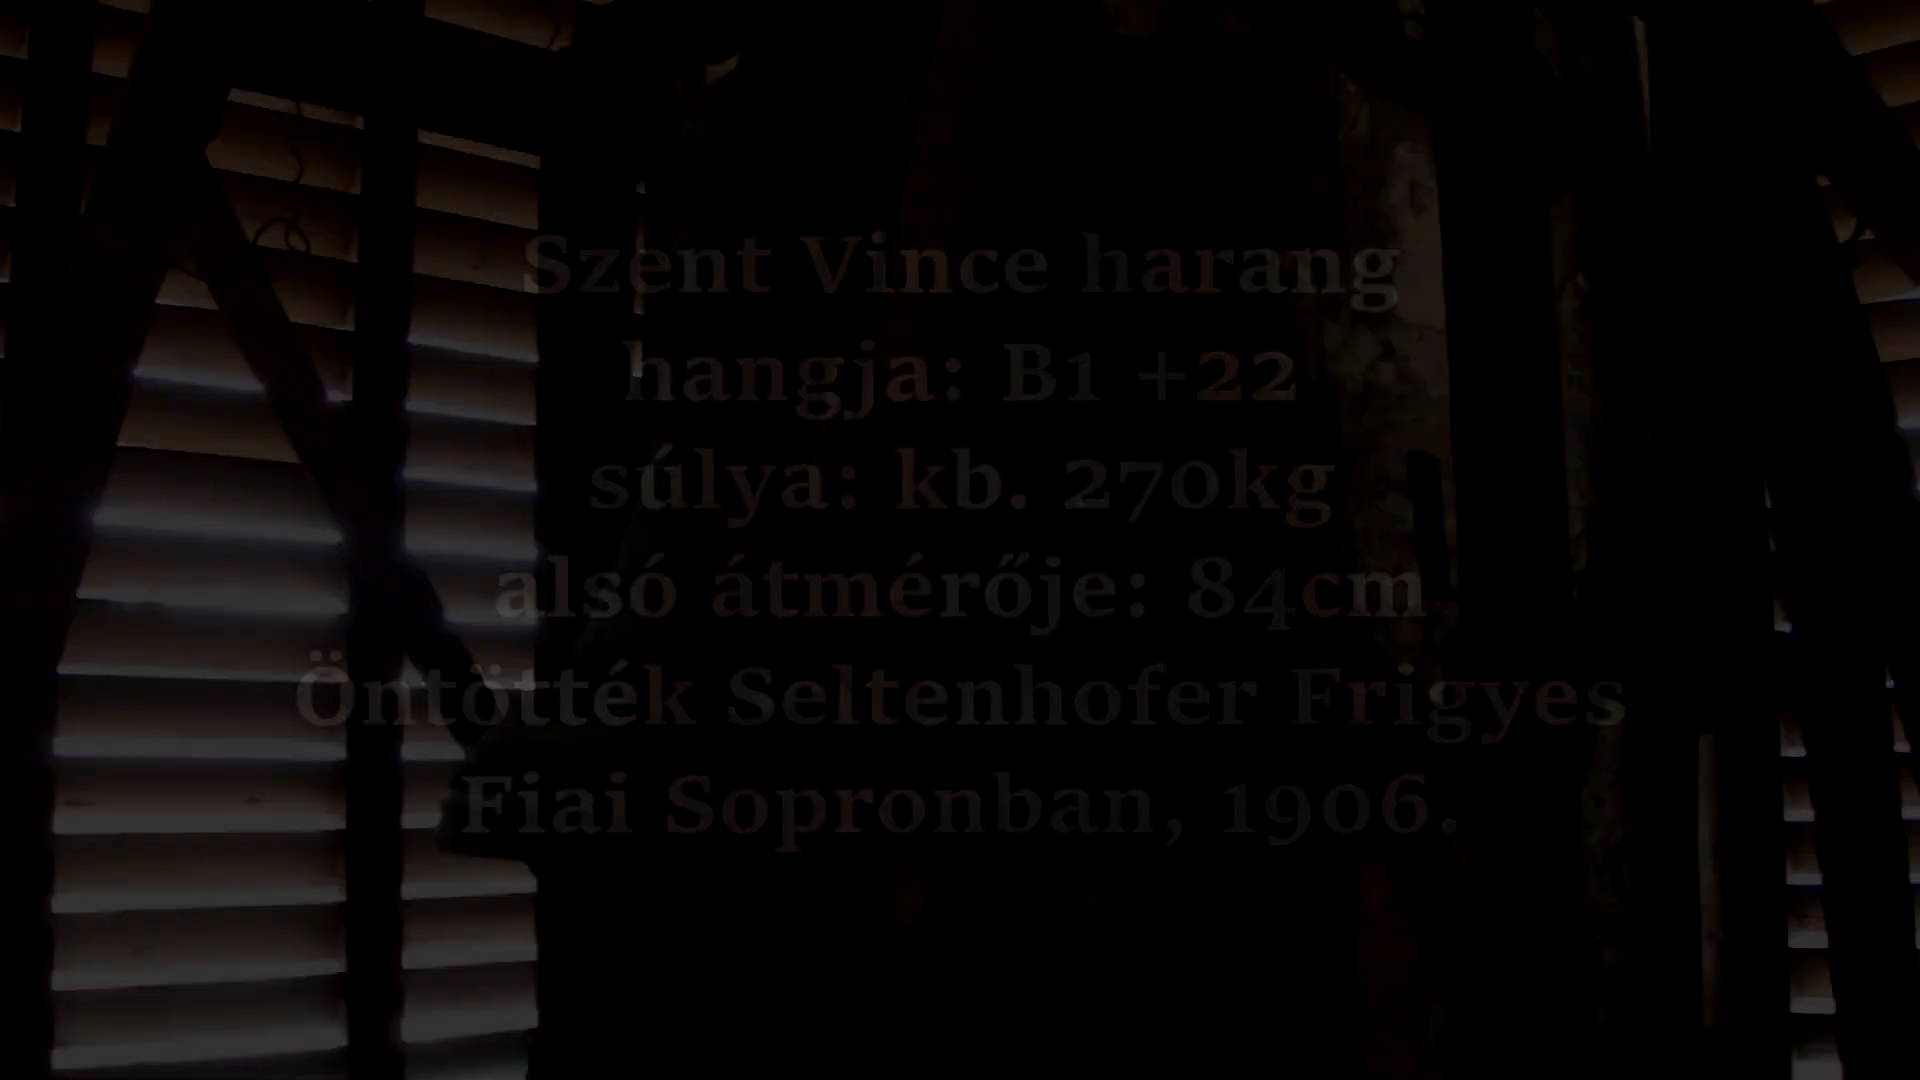 Szent Vince harang
hangja: B1 +22
súlya: kb. 270kg
alsó átmérője: 84cm
Öntötték Seltenhofer Frigyes
Fiai Sopronban, 1906.